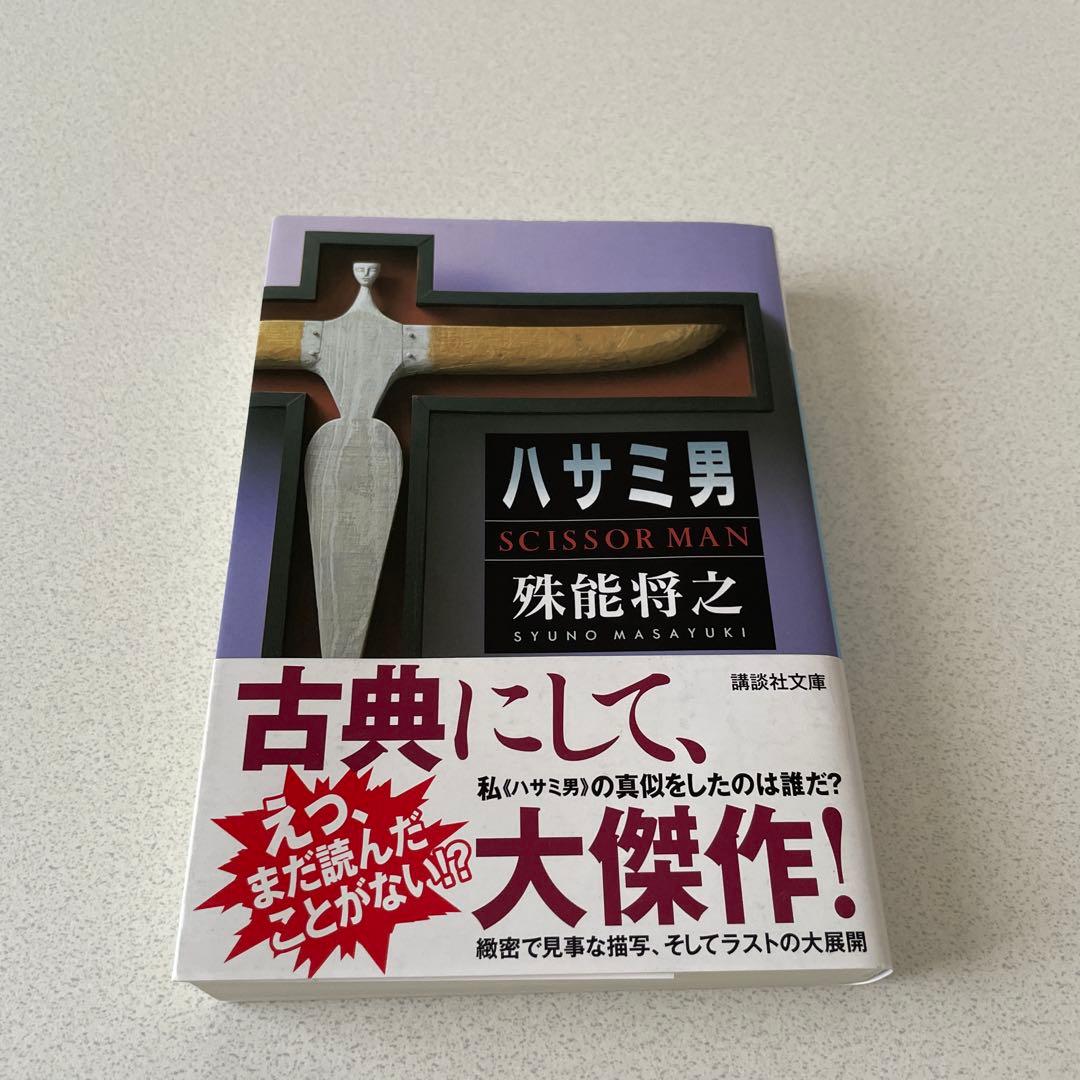 ハサミ男
SCISSOR MAN
殊能将之
SYUNO MASAYUKI
講談社文庫
古典にして、
私《ハサミ男》の真似をしたのは誰だ?
大傑作!
えっ、
まだ読んだ
ことがない!?
緻密で見事な描写、そしてラストの大展開